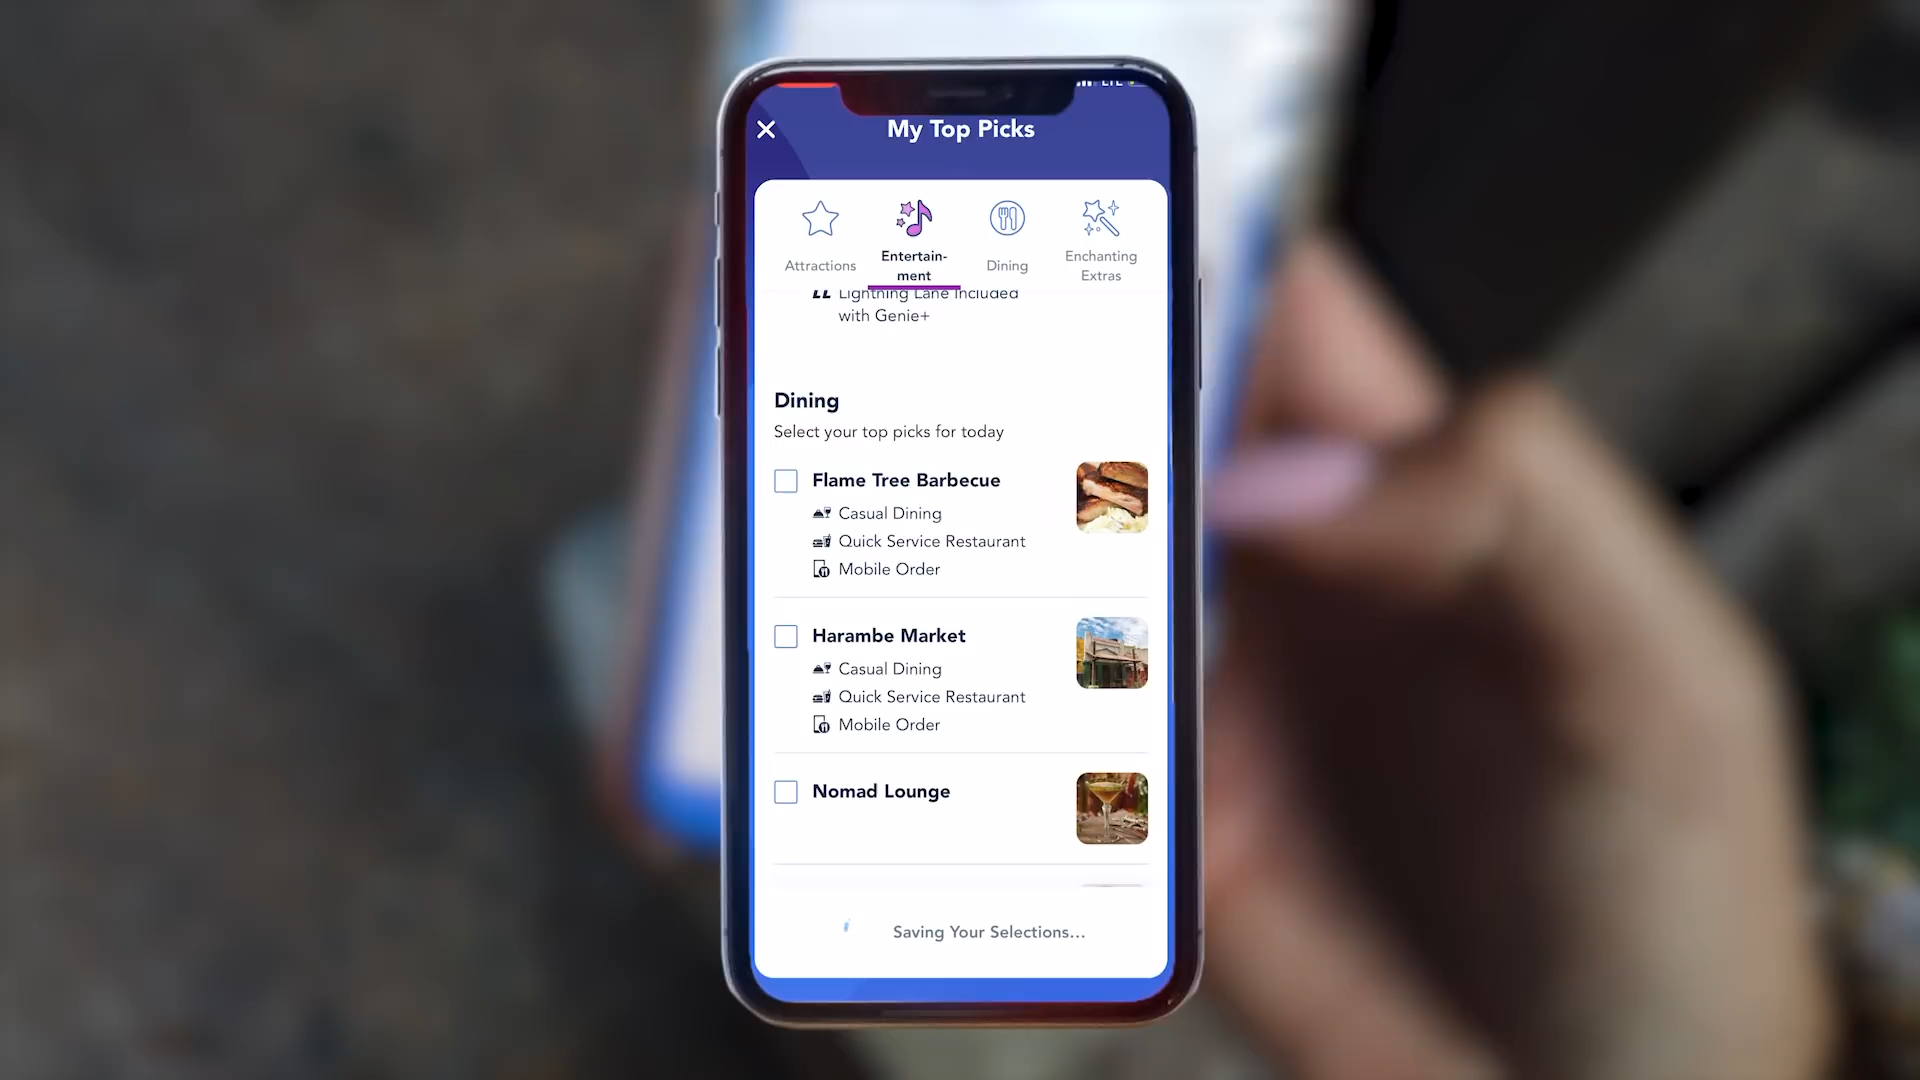 LTE
My Top Picks
Attractions
Entertain-
ment
Dining
Enchanting
Extras
LL Lightning Lane Included
with Genie+
Dining
Select your top picks for today
Flame Tree Barbecue
Casual Dining
Quick Service Restaurant
Mobile Order
Harambe Market
Casual Dining
Quick Service Restaurant
Mobile Order
Nomad Lounge
Saving Your Selections...